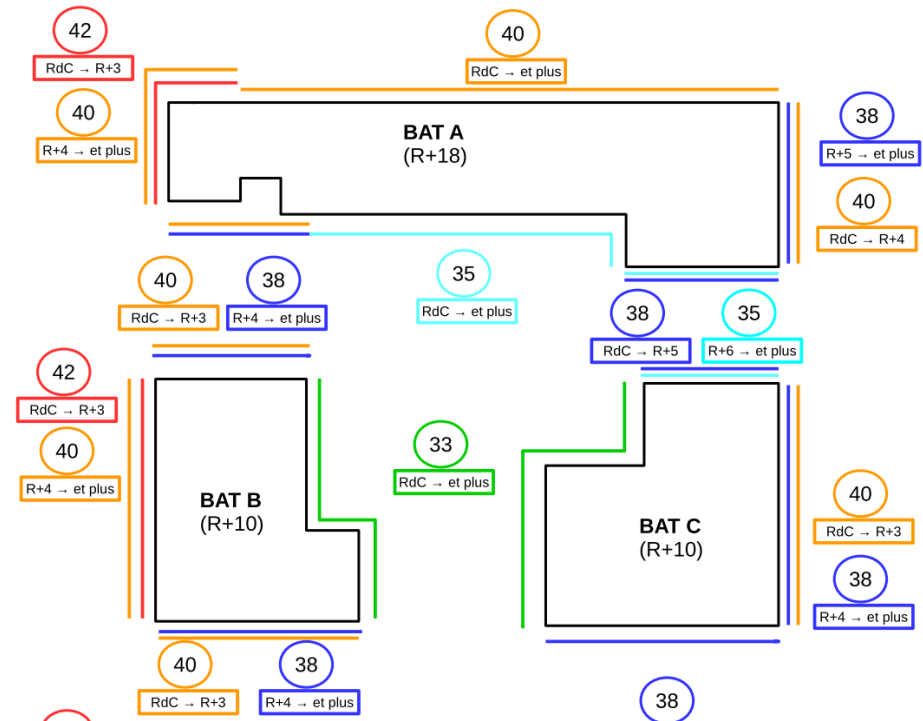 42
RdC → R+3
40
RdC → et plus
40
R+4 → et plus
BAT A
(R+18)
38
R+5 → et plus
40
RdC → R+4
40
RdC → R+3
38
R+4 → et plus
35
RdC → et plus
38
RdC → R+5
35
R+6 → et plus
42
RdC → R+3
40
R+4 → et plus
33
RdC → et plus
BAT B
(R+10)
BAT C
(R+10)
40
RdC → R+3
38
R+4 → et plus
40
RdC → R+3
38
R+4 → et plus
38